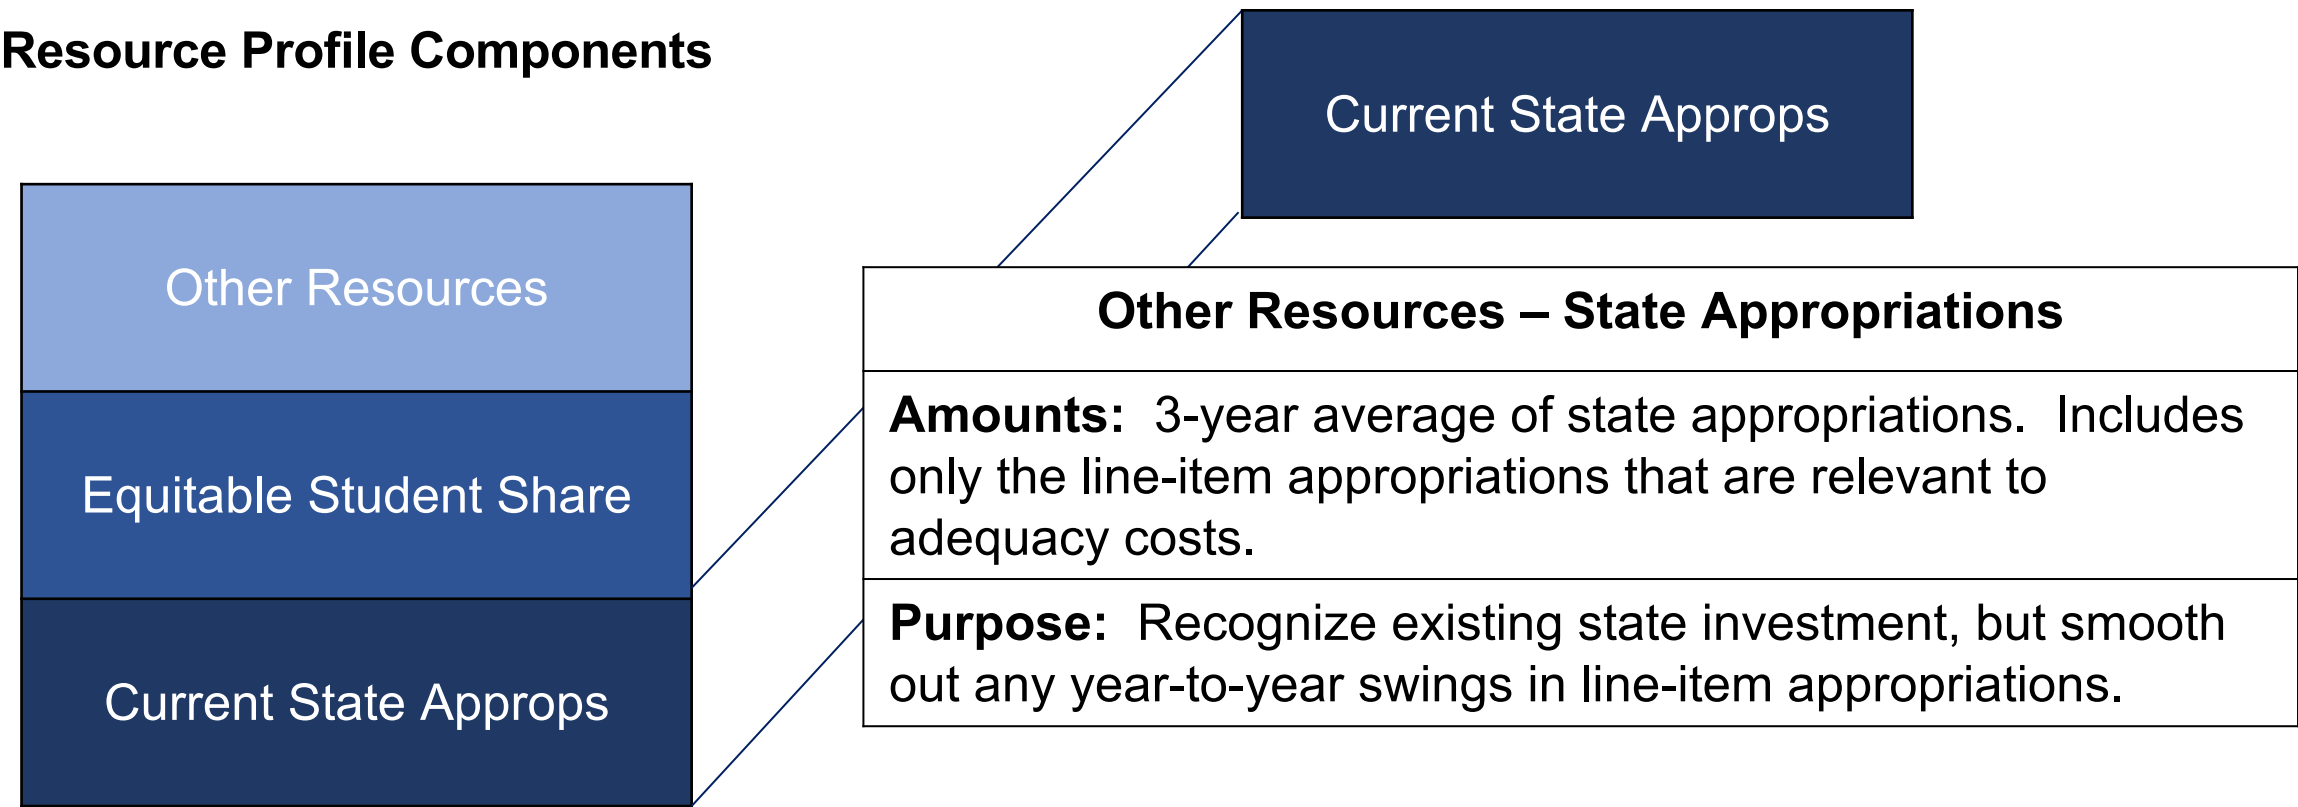 Resource Profile Components
Other Resources
Equitable Student Share
Current State Approps
Current State Approps
Other Resources – State Appropriations
Amounts:  3-year average of state appropriations.  Includes
only the line-item appropriations that are relevant to
adequacy costs.
Purpose:  Recognize existing state investment, but smooth
out any year-to-year swings in line-item appropriations.